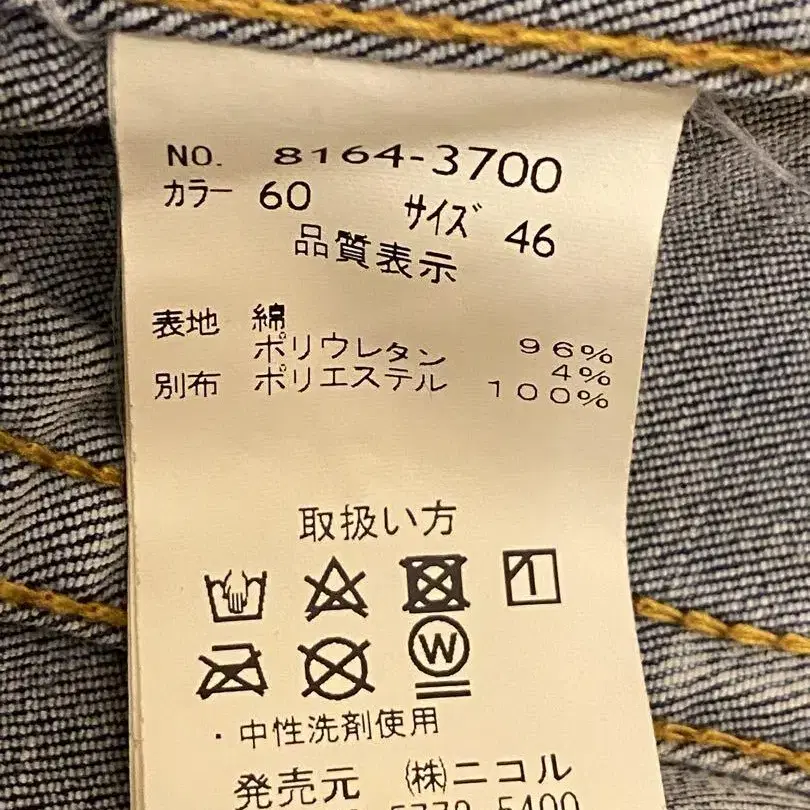 NO. 8164-3700
カラー 60 サイズ 46
品質表示
表地 綿 96%
ポリウレタン 4%
別布 ポリエステル 100%
取扱い方
W
・中性洗剤使用
発売元 ㈱ニコル